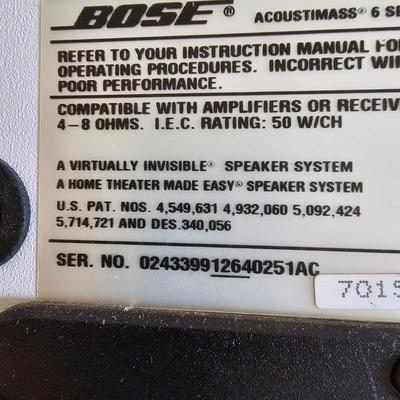 BOSE® ACOUSTIMASS® 6
REFER TO YOUR INSTRUCTION MANUAL
OPERATING PROCEDURES. INCORRECT
POOR PERFORMANCE.
COMPATIBLE WITH AMPLIFIERS OR
4-8 OHMS. I.E.C. RATING: 50 W/CH
A VIRTUALLY INVISIBLE® SPEAKER SYSTEM
A HOME THEATER MADE EASY® SPEAKER SYSTEM
U.S. PAT. NOS. 4,549,631 4,932,060 5,092,424
5,714,721 AND DES.340,056
SER. NO. 024339912640251AC